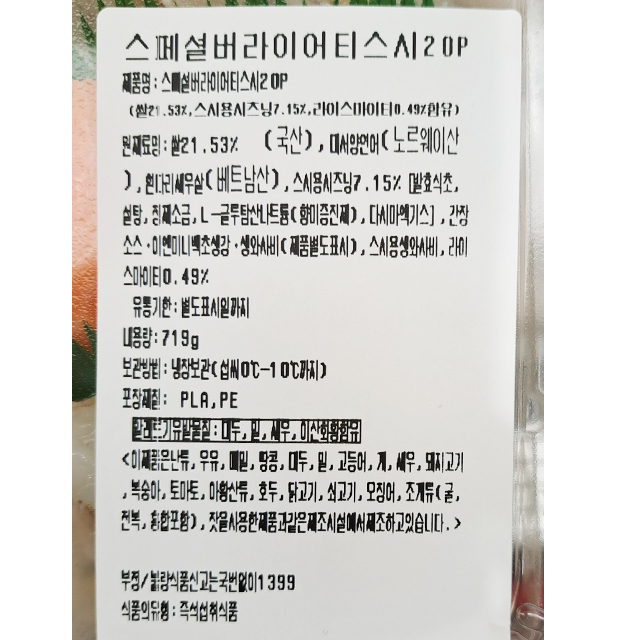 스페셜버라이어티스시20P
제품명:스페셜버라이어티스시20P
(쌀21.53%,스시용시즈닝7.15%,라이스마이티0.49%함유)
원재료명:쌀21.53% (국산),대서양연어(노르웨이산
),흰다리새우살(베트남산),스시용시즈닝7.15% [발효식초,
설탕,정제소금,L-글루탐산나트륨(향미증진제),다시마엑기스],간장
소스·이엔미니백초생강·생와사비(제품별도표시),스시용생와사비,라이
스마이티0.49%
유통기한:별도표시일까지
내용량:719g
보관방법:냉장보관(섭씨0℃-10℃까지)
포장재질: PLA,PE
알레르기유발물질:대두,밀,새우,이산화황함유
<이제품은난류,우유,메밀,땅콩,대두,밀,고등어,게,새우,돼지고기
,복숭아,토마토,아황산류,호두,닭고기,쇠고기,오징어,조개류(굴,
전복,홍합포함),잣을사용한제품과같은제조시설에서제조하고있습니다.>
부정/불량식품신고는국번없이1399
식품의유형:즉석섭취식품